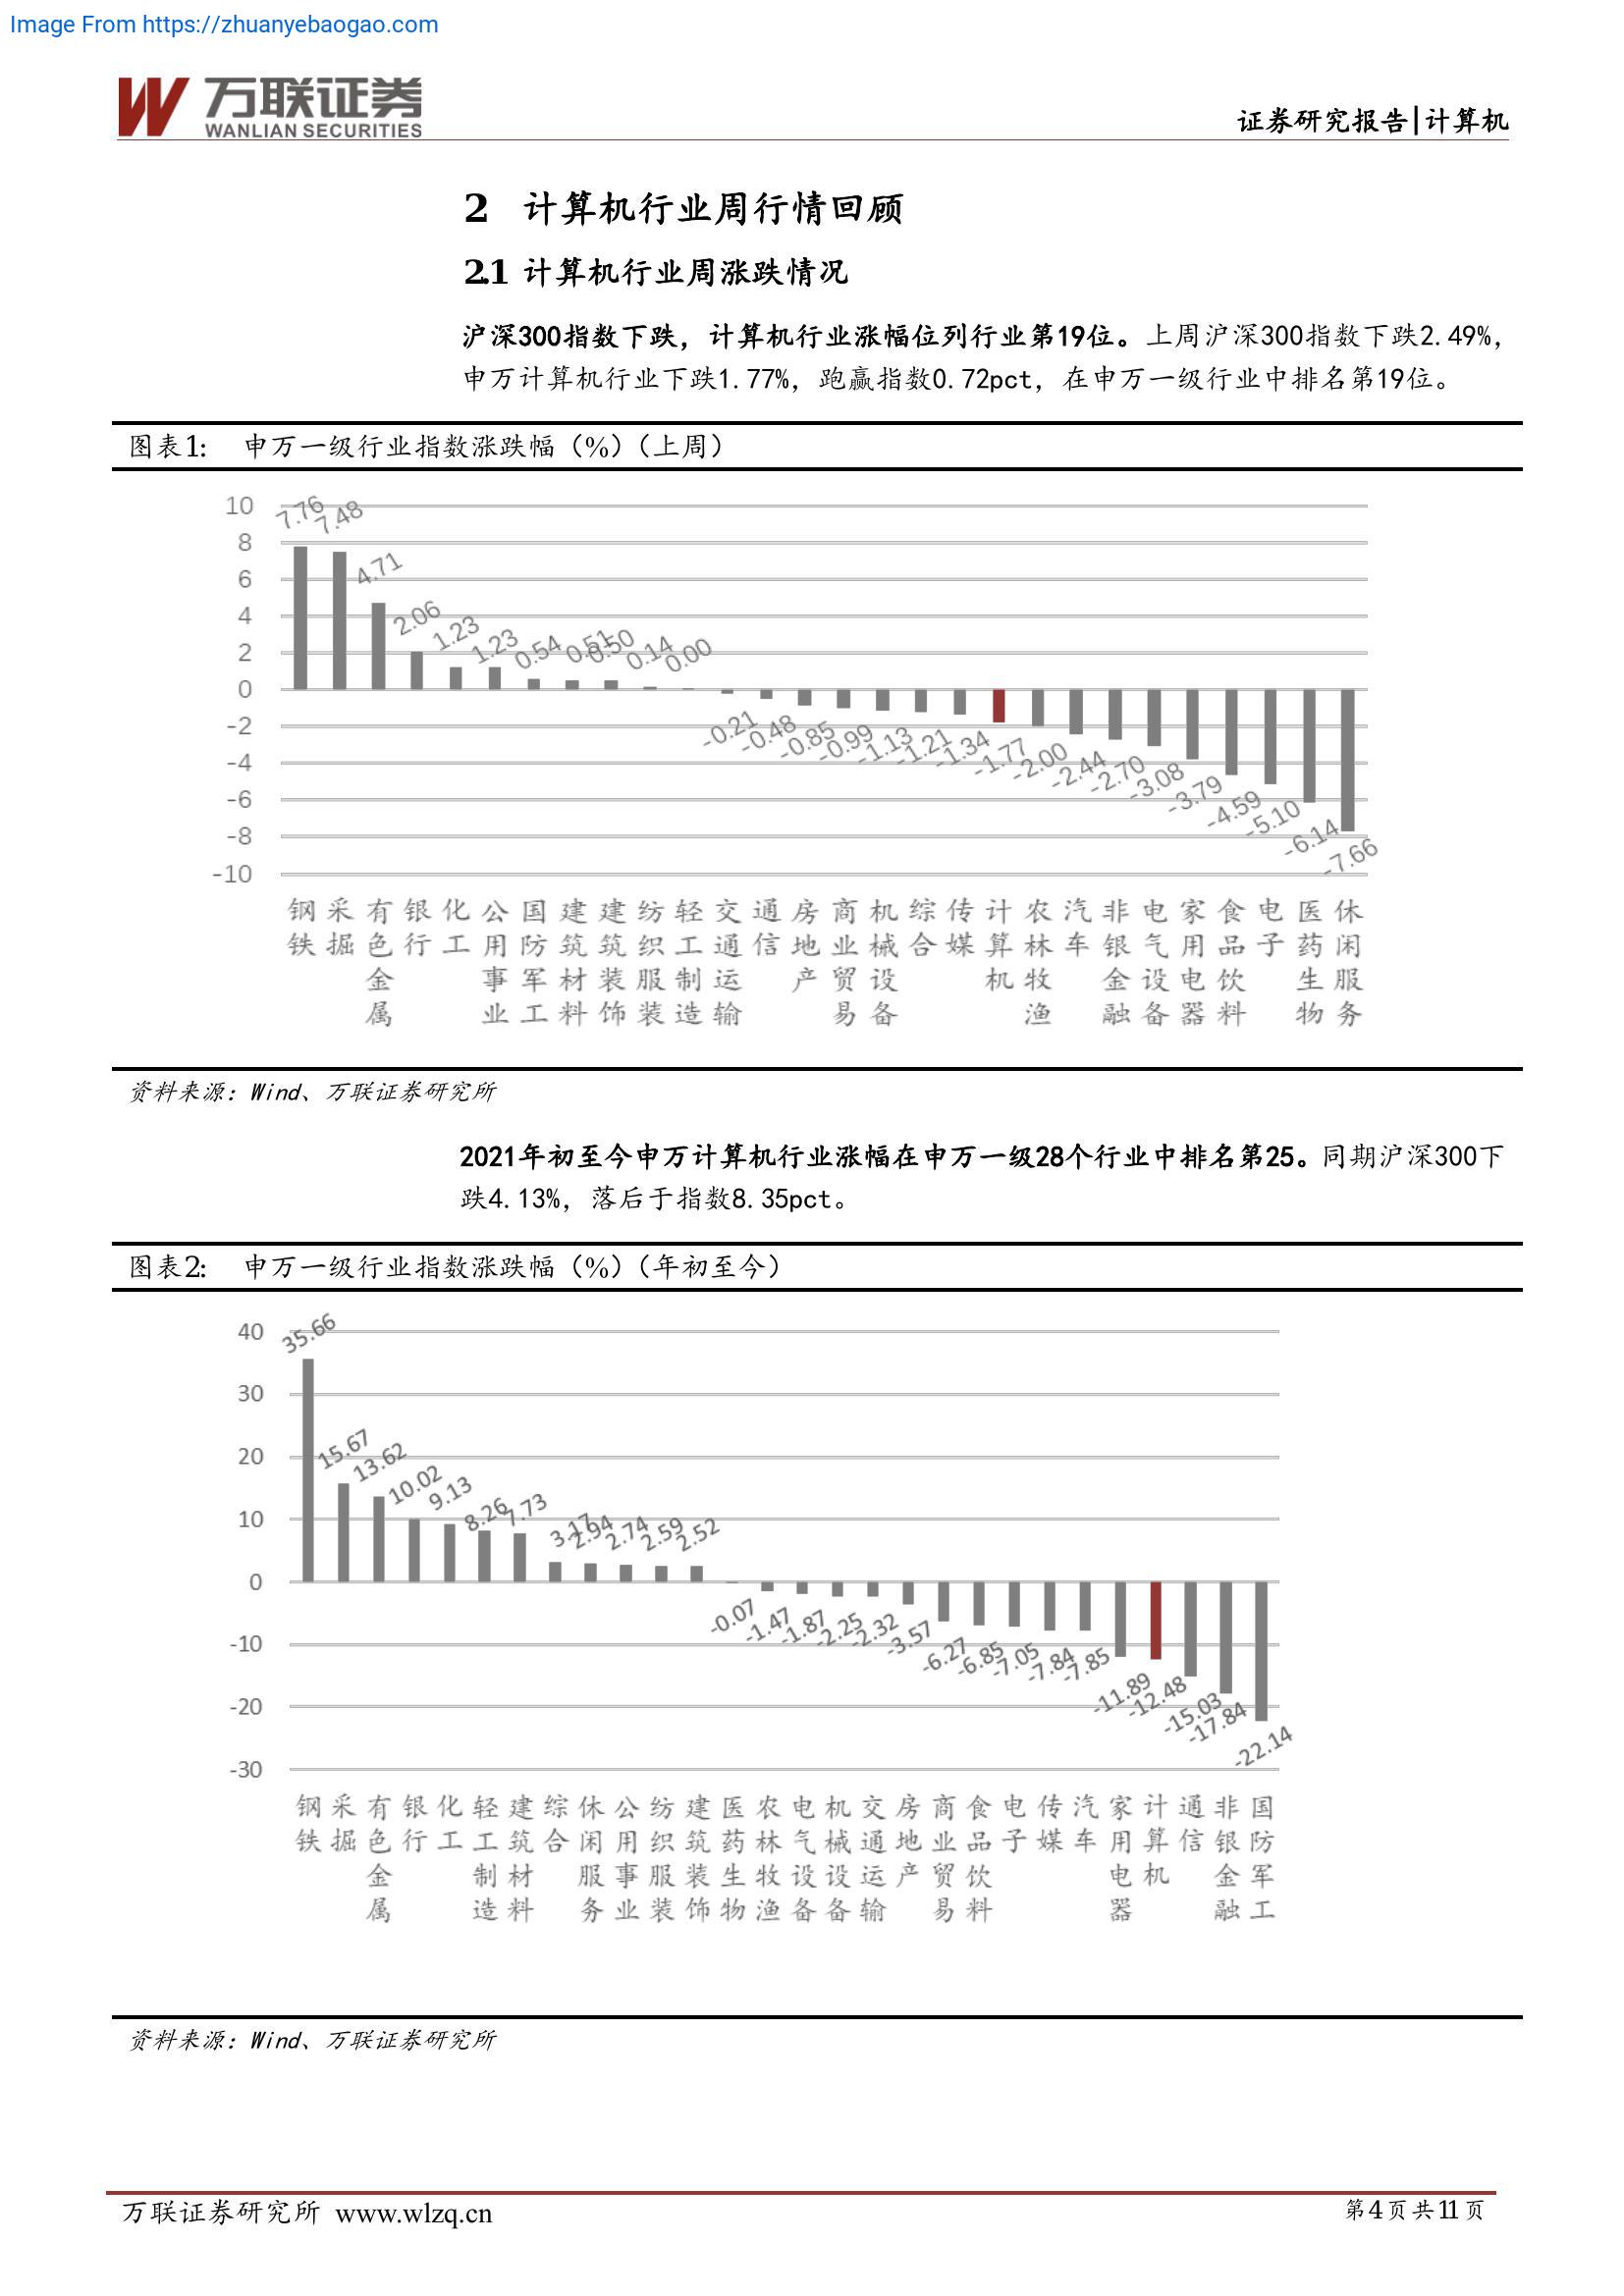 Image From https://zhuanyebaogao.com
万联证券
WANLIAN SECURITIES
证券研究报告|计算机
2 计算机行业周行情回顾
2.1 计算机行业周涨跌情况
沪深300指数下跌，计算机行业涨幅位列行业第19位。上周沪深300指数下跌2.49%，
申万计算机行业下跌1.77%，跑赢指数0.72pct，在申万一级行业中排名第19位。
图表1: 申万一级行业指数涨跌幅（%）（上周）
10
8
6
4
2
0
-2
-4
-6
-8
-10
7.76 7.48 4.71 2.06 1.23 1.23 0.54 0.51 0.50 0.14 0.00 -0.21 -0.48 -0.85 -0.99 -1.13 -1.21 -1.34 -1.77 -2.00 -2.44 -2.70 -3.08 -3.79 -4.59 -5.10 -6.14 -7.66
钢铁 采掘 有色金属 银行 化工 公用事业 国防军工 建筑材料 建筑装饰 纺织服装 轻工制造 交通运输 通信 房地产 商业贸易 机械设备 综合 传媒 计算机 农林牧渔 汽车 非银金融 电气设备 家用电器 食品饮料 电子 医药生物 休闲服务
资料来源：Wind、万联证券研究所
2021年初至今申万计算机行业涨幅在申万一级28个行业中排名第25。同期沪深300下
跌4.13%，落后于指数8.35pct。
图表2: 申万一级行业指数涨跌幅（%）（年初至今）
40
30
20
10
0
-10
-20
-30
35.66 15.67 13.62 10.02 9.13 8.26 7.73 3.17 2.94 2.74 2.59 2.52 -0.07 -1.47 -1.87 -2.25 -2.32 -3.57 -6.27 -6.85 -7.05 -7.84 -7.85 -11.89 -12.48 -15.03 -17.84 -22.14
钢铁 采掘 有色金属 银行 化工 轻工制造 建筑材料 综合 休闲服务 公用事业 纺织服装 建筑装饰 医药生物 农林牧渔 电气设备 机械设备 交通运输 房地产 商业贸易 食品饮料 电子 传媒 汽车 家用电器 计算机 通信 非银金融 国防军工
资料来源：Wind、万联证券研究所
万联证券研究所 www.wlzq.cn
第4页共11页